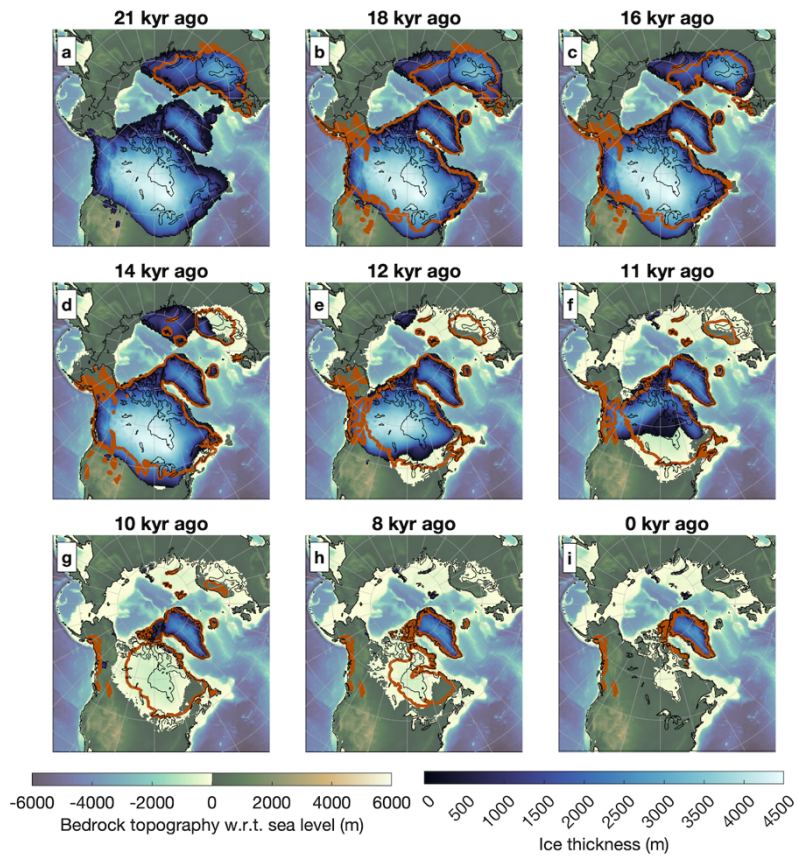 21 kyr ago 18 kyr ago 16 kyr ago
a b c
14 kyr ago 12 kyr ago 11 kyr ago
d e f
10 kyr ago 8 kyr ago 0 kyr ago
g h i
-6000 -4000 -2000 0 2000 4000 6000
Bedrock topography w.r.t. sea level (m)
0 500 1000 1500 2000 2500 3000 3500 4000 4500
Ice thickness (m)